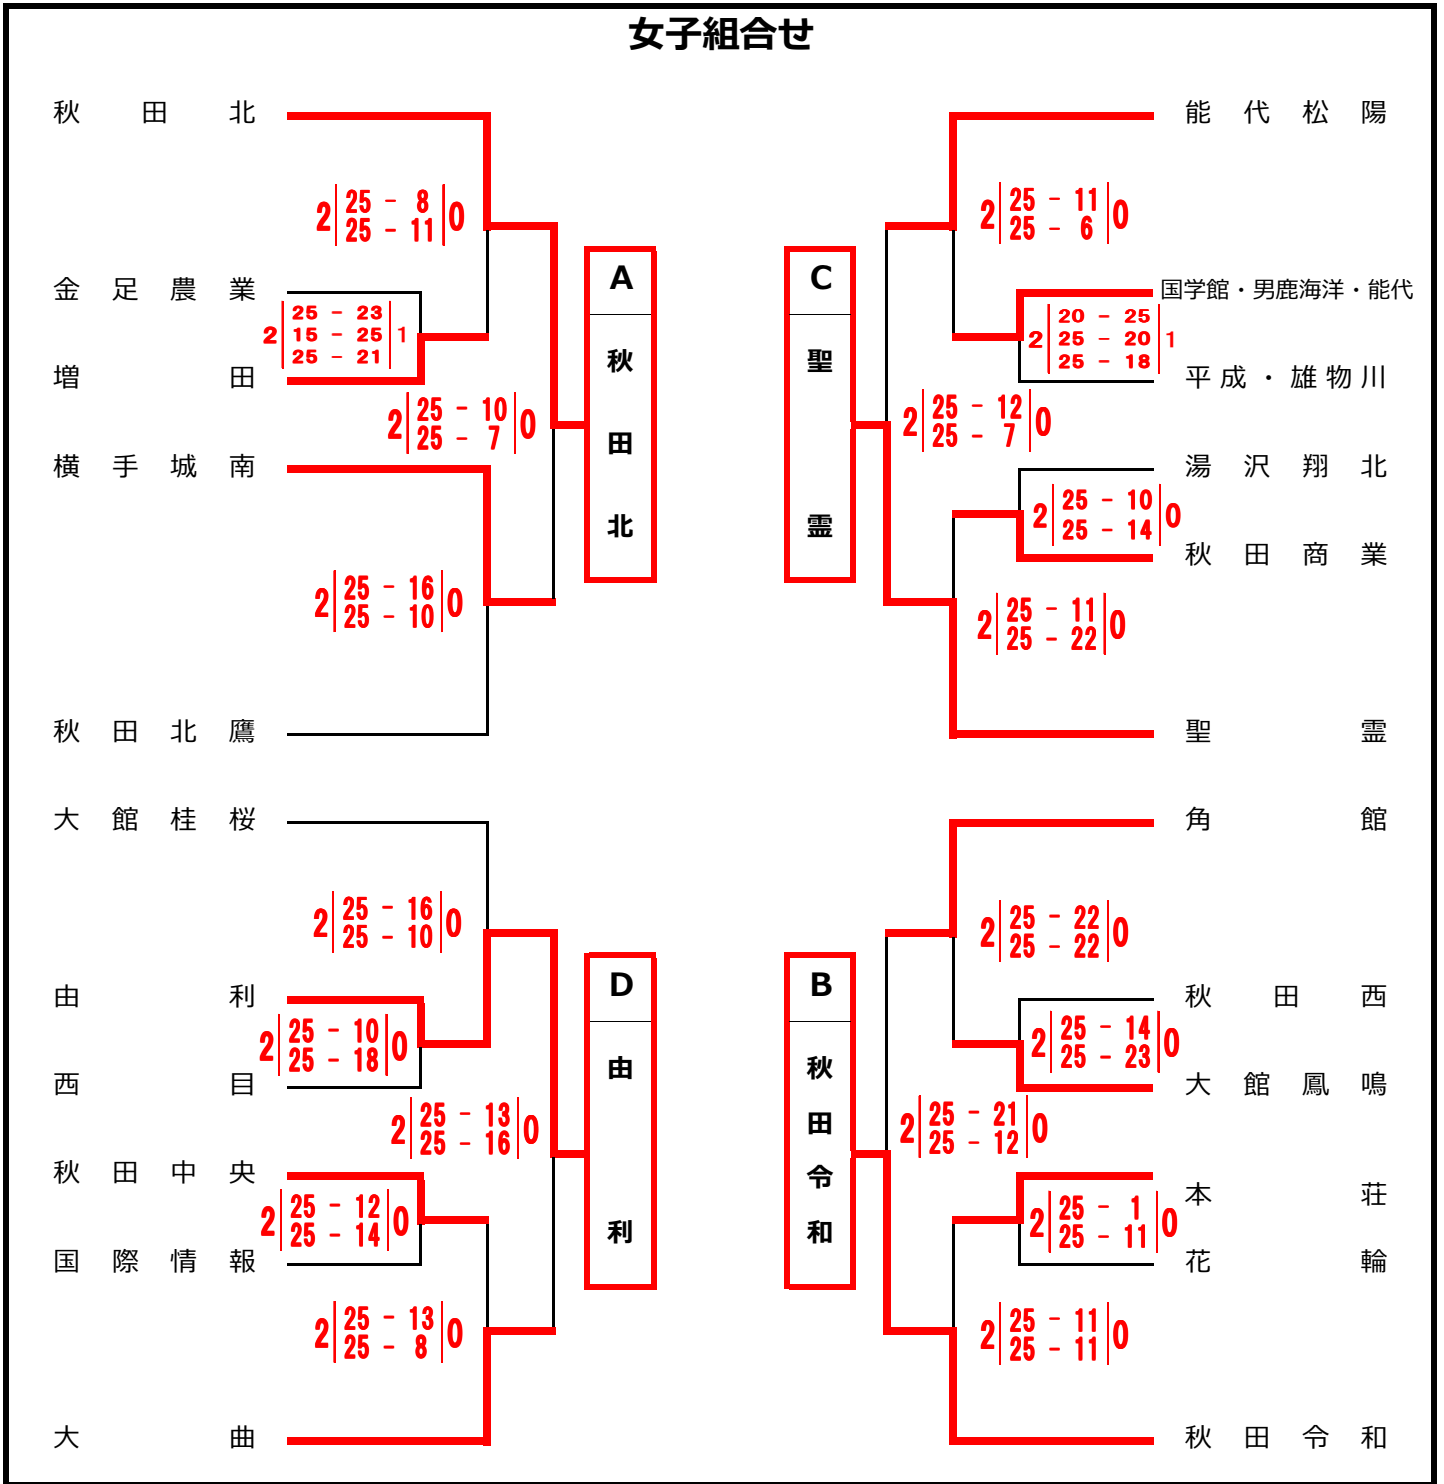 女子組合せ
秋田北
2 25 - 8 0
25 - 11
金足農業
25 - 23
2 15 - 25 1
25 - 21
増田
2 25 - 10 0
25 - 7
横手城南
2 25 - 16 0
25 - 10
秋田北鷹
A
秋田北
C
聖霊
能代松陽
2 25 - 11 0
25 - 6
国学館・男鹿海洋・能代
20 - 25
2 25 - 20 1
25 - 18
平成・雄物川
2 25 - 12 0
25 - 7
湯沢翔北
2 25 - 10 0
25 - 14
秋田商業
2 25 - 11 0
25 - 22
聖霊
大館桂桜
2 25 - 16 0
25 - 10
由利
2 25 - 10 0
25 - 18
西目
2 25 - 13 0
25 - 16
秋田中央
2 25 - 12 0
25 - 14
国際情報
2 25 - 13 0
25 - 8
大曲
D
由利
B
秋田令和
角館
2 25 - 22 0
25 - 22
秋田西
2 25 - 14 0
25 - 23
大館鳳鳴
2 25 - 21 0
25 - 12
本荘
2 25 - 1 0
25 - 11
花輪
2 25 - 11 0
25 - 11
秋田令和